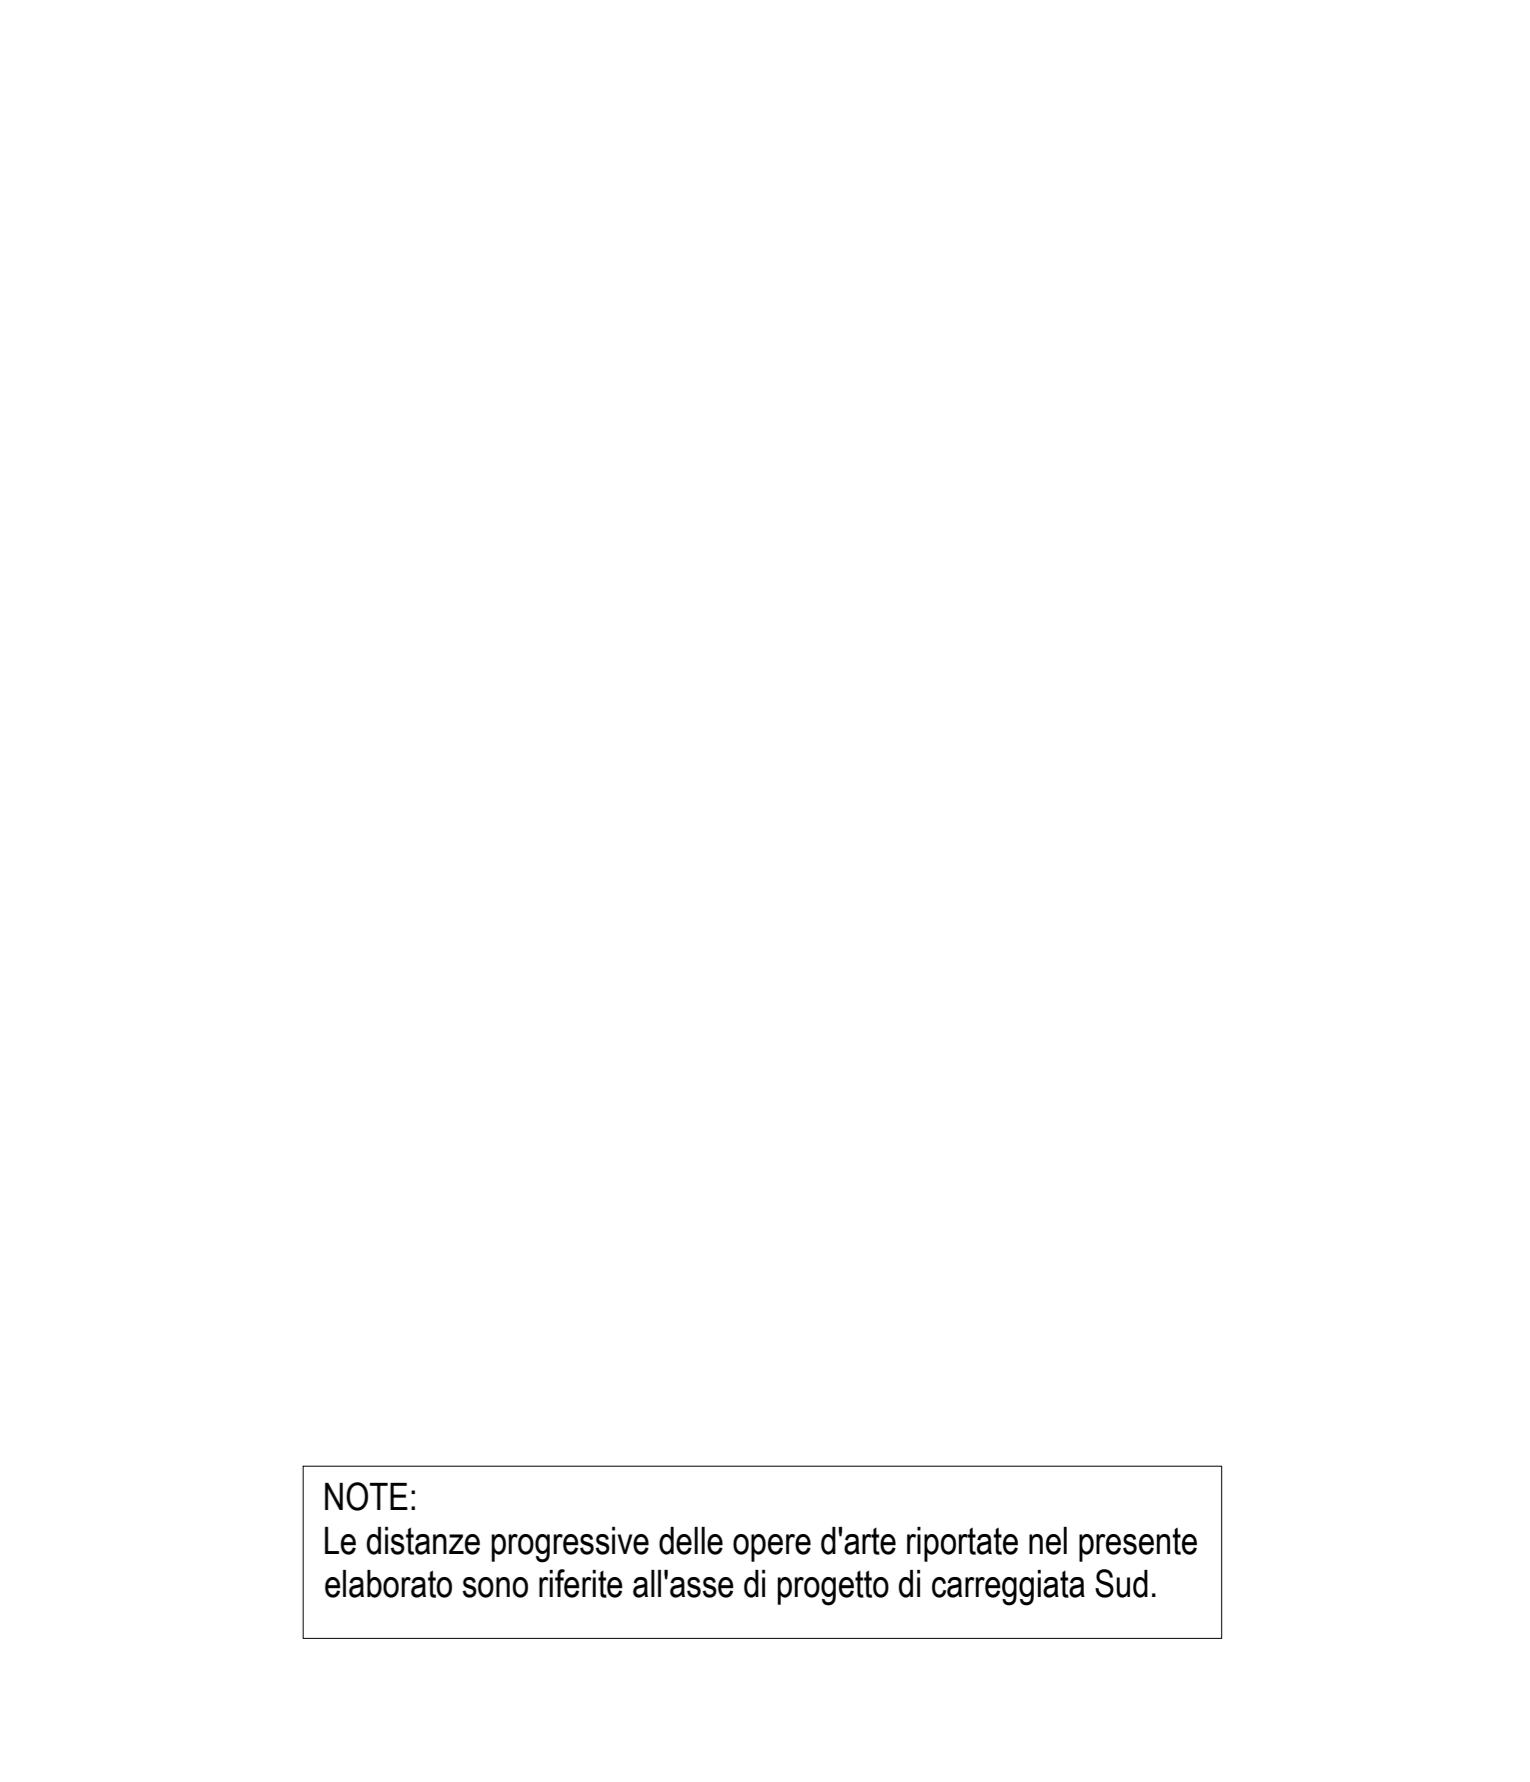 NOTE:
Le distanze progressive delle opere d'arte riportate nel presente
elaborato sono riferite all'asse di progetto di carreggiata Sud.